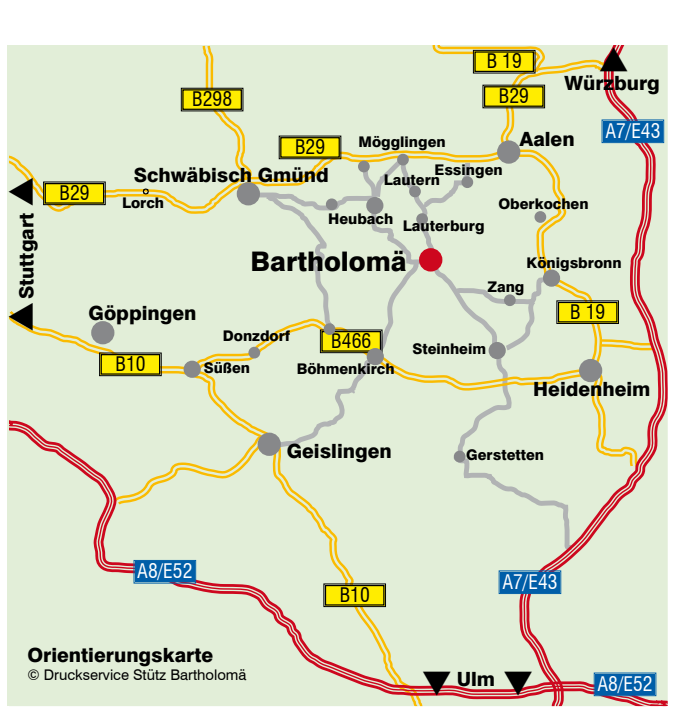 B 19
Würzburg
B298
B29
A7/E43
B29
Aalen
Mögglingen
Schwäbisch Gmünd
Essingen
Lautern
B29
Lorch
Oberkochen
Heubach
Lauterburg
Stuttgart
Bartholomä
Königsbronn
Zang
Göppingen
B 19
Donzdorf
B466
Steinheim
B10
Süßen
Böhmenkirch
Heidenheim
Geislingen
Gerstetten
A8/E52
A7/E43
B10
Orientierungskarte
© Druckservice Stütz Bartholomä
Ulm
A8/E52